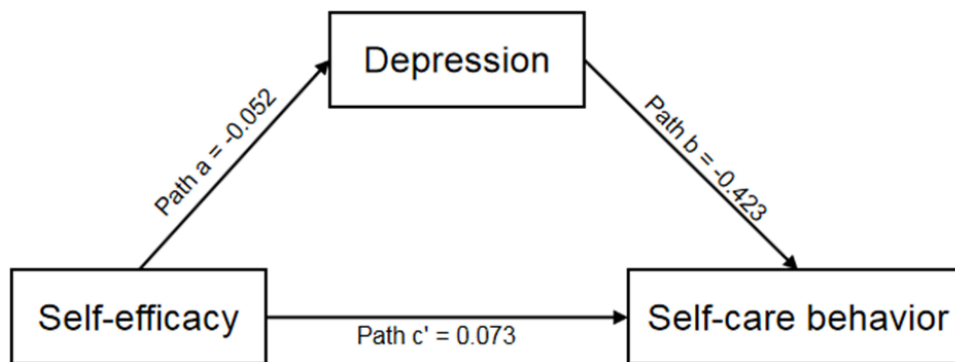 Depression
Path a = -0.052
Path b = -0.423
Self-efficacy
Path c' = 0.073
Self-care behavior